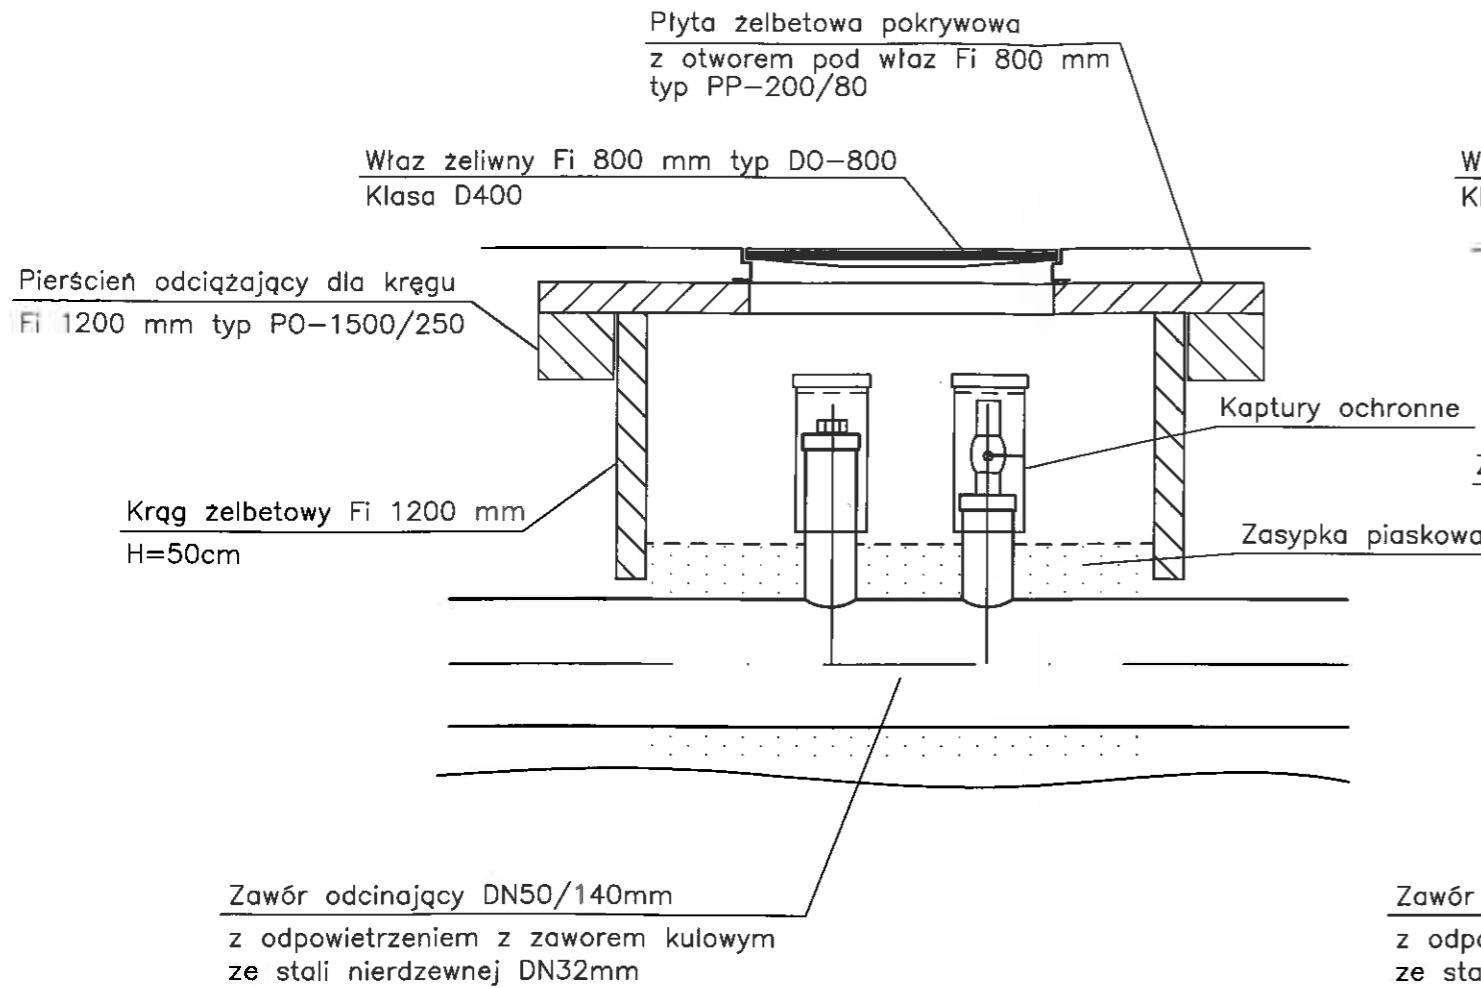 Płyta żelbetowa pokrywowa
z otworem pod właz Fi 800 mm
typ PP-200/80
Właz żeliwny Fi 800 mm typ DO-800
Klasa D400
Pierścień odciążający dla kręgu
Fi 1200 mm typ PO-1500/250
Kaptury ochronne
Krąg żelbetowy Fi 1200 mm
H=50cm
Zasypka piaskowa
Zawór odcinający DN50/140mm
z odpowietrzeniem z zaworem kulowym
ze stali nierdzewnej DN32mm
Zawór